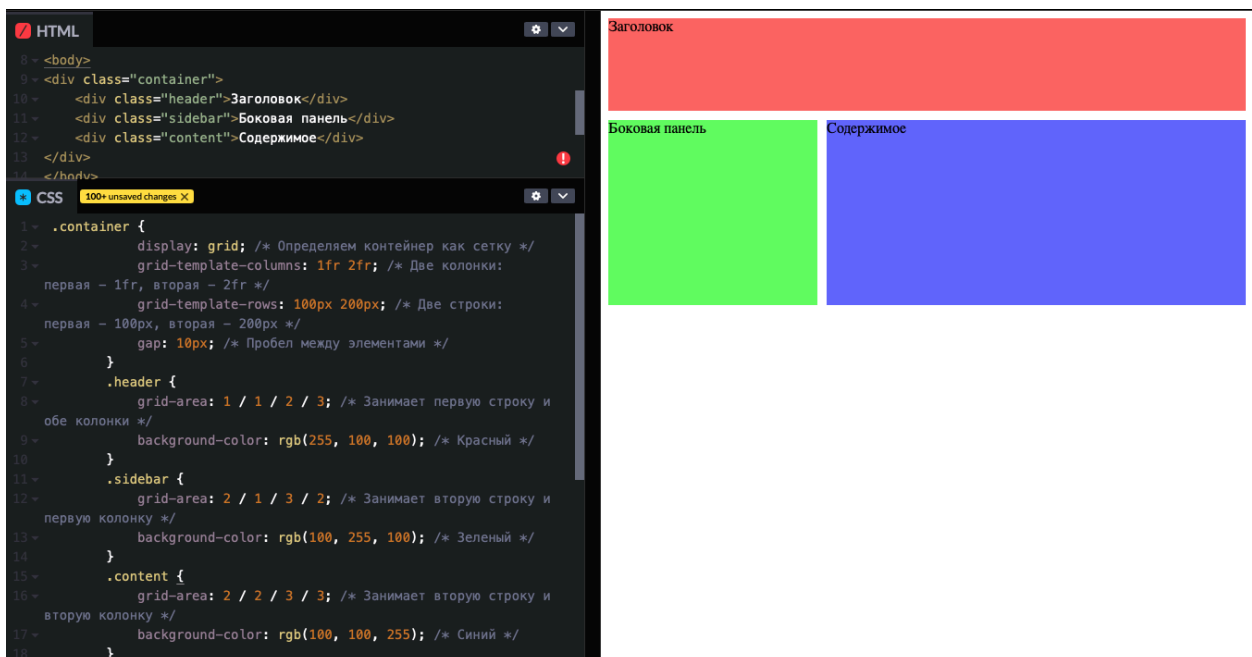 HTML
8 <body>
9 <div class="container">
10 <div class="header">Заголовок</div>
11 <div class="sidebar">Боковая панель</div>
12 <div class="content">Содержимое</div>
13 </div>
14 </body>
CSS 100+ unsaved changes X
1 .container {
2 display: grid; /* Определяем контейнер как сетку */
3 grid-template-columns: 1fr 2fr; /* Две колонки:
первая – 1fr, вторая – 2fr */
4 grid-template-rows: 100px 200px; /* Две строки:
первая – 100px, вторая – 200px */
5 gap: 10px; /* Пробел между элементами */
6 }
7 .header {
8 grid-area: 1 / 1 / 2 / 3; /* Занимает первую строку и
обе колонки */
9 background-color: rgb(255, 100, 100); /* Красный */
10 }
11 .sidebar {
12 grid-area: 2 / 1 / 3 / 2; /* Занимает вторую строку и
первую колонку */
13 background-color: rgb(100, 255, 100); /* Зеленый */
14 }
15 .content {
16 grid-area: 2 / 2 / 3 / 3; /* Занимает вторую строку и
вторую колонку */
17 background-color: rgb(100, 100, 255); /* Синий */
18 }
Заголовок
Боковая панель
Содержимое